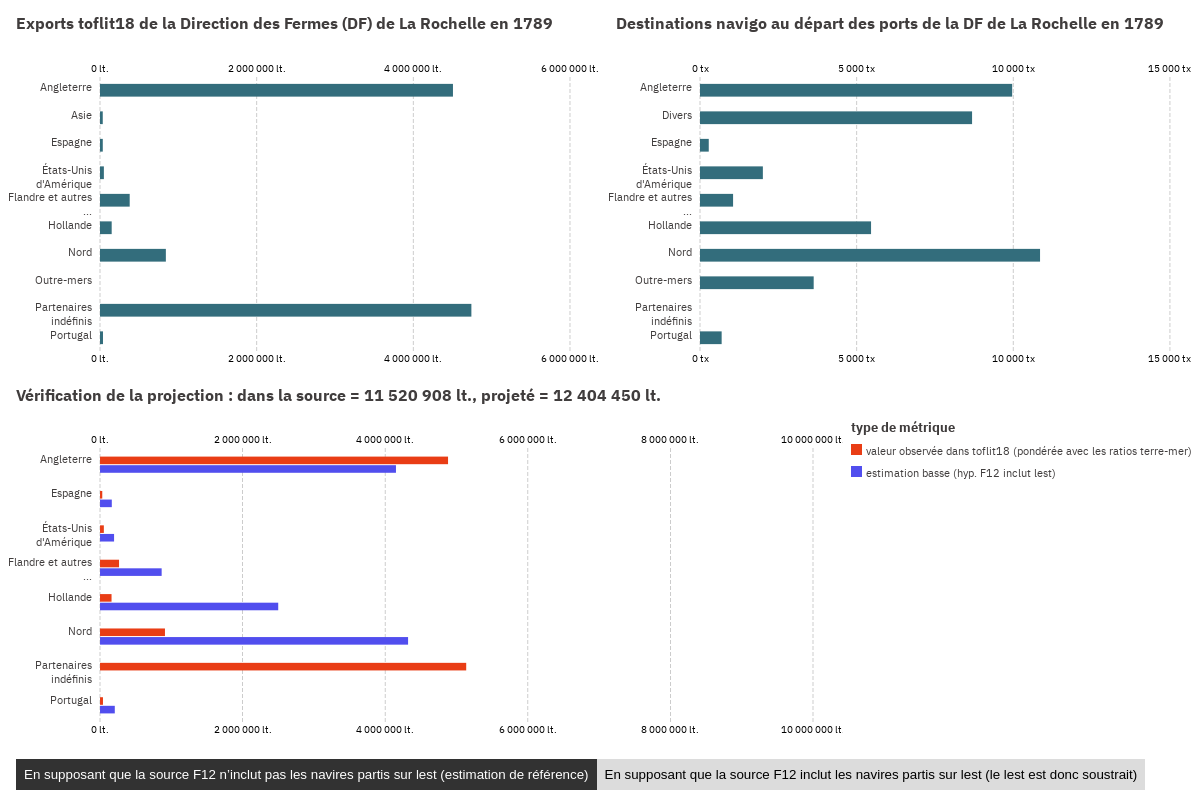 Exports toflit18 de la Direction des Fermes (DF) de La Rochelle en 1789
0 lt.
2 000 000 lt.
4 000 000 lt.
6 000 000 lt.
Angleterre
Asie
Espagne
États-Unis
d'Amérique
Flandre et autres
...
Hollande
Nord
Outre-mers
Partenaires
indéfinis
Portugal
0 lt.
2 000 000 lt.
4 000 000 lt.
6 000 000 lt.
Destinations navigo au départ des ports de la DF de La Rochelle en 1789
0 tx
5 000 tx
10 000 tx
15 000 tx
Angleterre
Divers
Espagne
États-Unis
d'Amérique
Flandre et autres
...
Hollande
Nord
Outre-mers
Partenaires
indéfinis
Portugal
0 tx
5 000 tx
10 000 tx
15 000 tx
Vérification de la projection : dans la source = 11 520 908 lt., projeté = 12 404 450 lt.
0 lt.
2 000 000 lt.
4 000 000 lt.
6 000 000 lt.
8 000 000 lt.
10 000 000 lt
Angleterre
Espagne
États-Unis
d'Amérique
Flandre et autres
...
Hollande
Nord
Partenaires
indéfinis
Portugal
0 lt.
2 000 000 lt.
4 000 000 lt.
6 000 000 lt.
8 000 000 lt.
10 000 000 lt
type de métrique
valeur observée dans toflit18 (pondérée avec les ratios terre-mer)
estimation basse (hyp. F12 inclut lest)
En supposant que la source F12 n’inclut pas les navires partis sur lest (estimation de référence)
En supposant que la source F12 inclut les navires partis sur lest (le lest est donc soustrait)